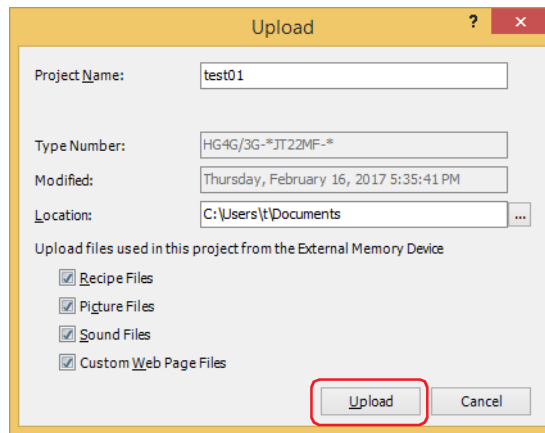 Upload
?
×
Project Name: test01
Type Number: HG4G/3G-*JT22MF-*
Modified: Thursday, February 16, 2017 5:35:41 PM
Location: C:\Users\t\Documents ...
Upload files used in this project from the External Memory Device
Recipe Files
Picture Files
Sound Files
Custom Web Page Files
Upload Cancel